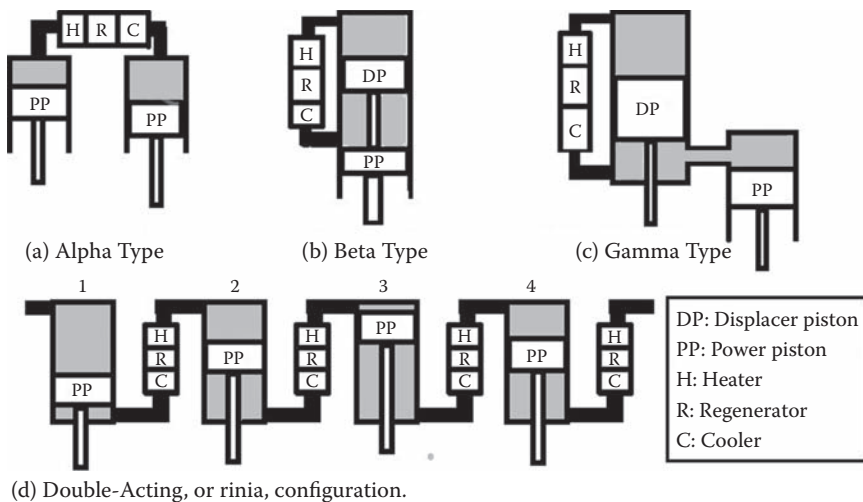 H R C
PP
PP
H
R
C
DP
PP
H
R
C
DP
PP
(a) Alpha Type
(b) Beta Type
(c) Gamma Type
1 2 3 4
PP
H
R
C
PP
H
R
C
PP
H
R
C
PP
H
R
C
DP: Displacer piston
PP: Power piston
H: Heater
R: Regenerator
C: Cooler
(d) Double-Acting, or rinia, configuration.